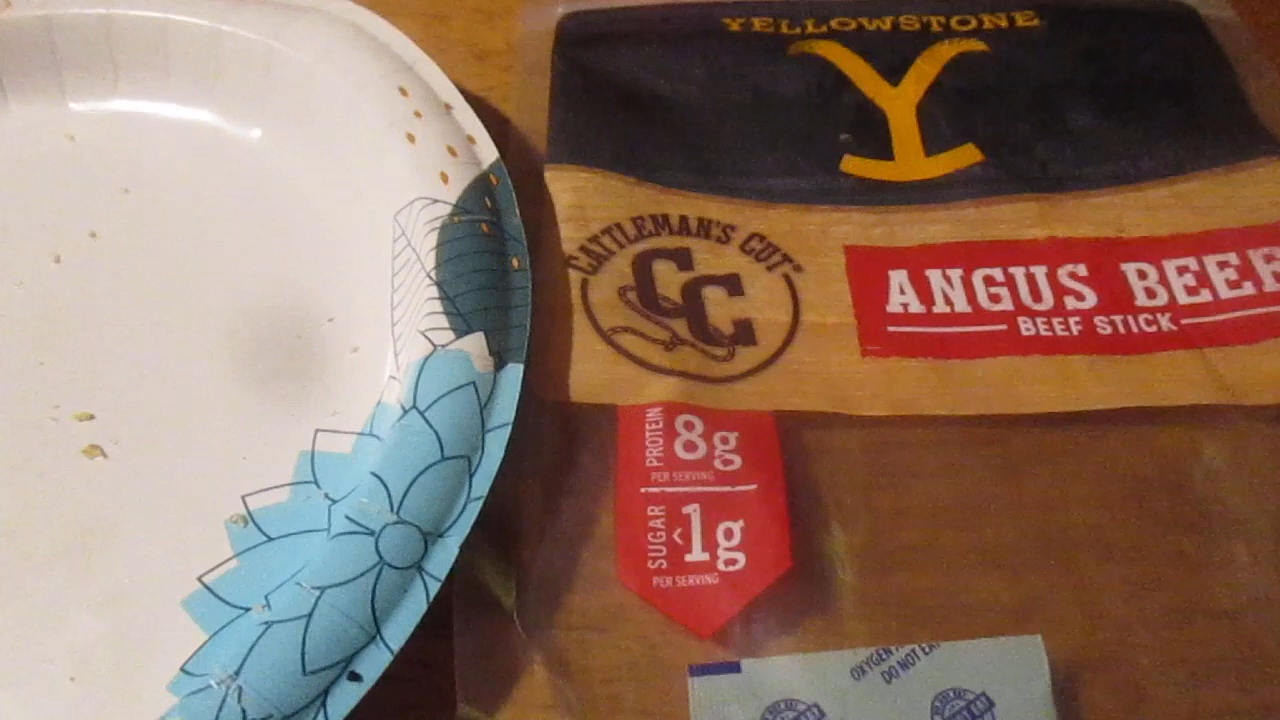 YELLOWSTONE
Y
CATTLEMAN'S CUT
CC
ANGUS BEEF
BEEF STICK
PROTEIN 8g
PER SERVING
SUGAR <1g
PER SERVING
OXYGEN
DO NOT